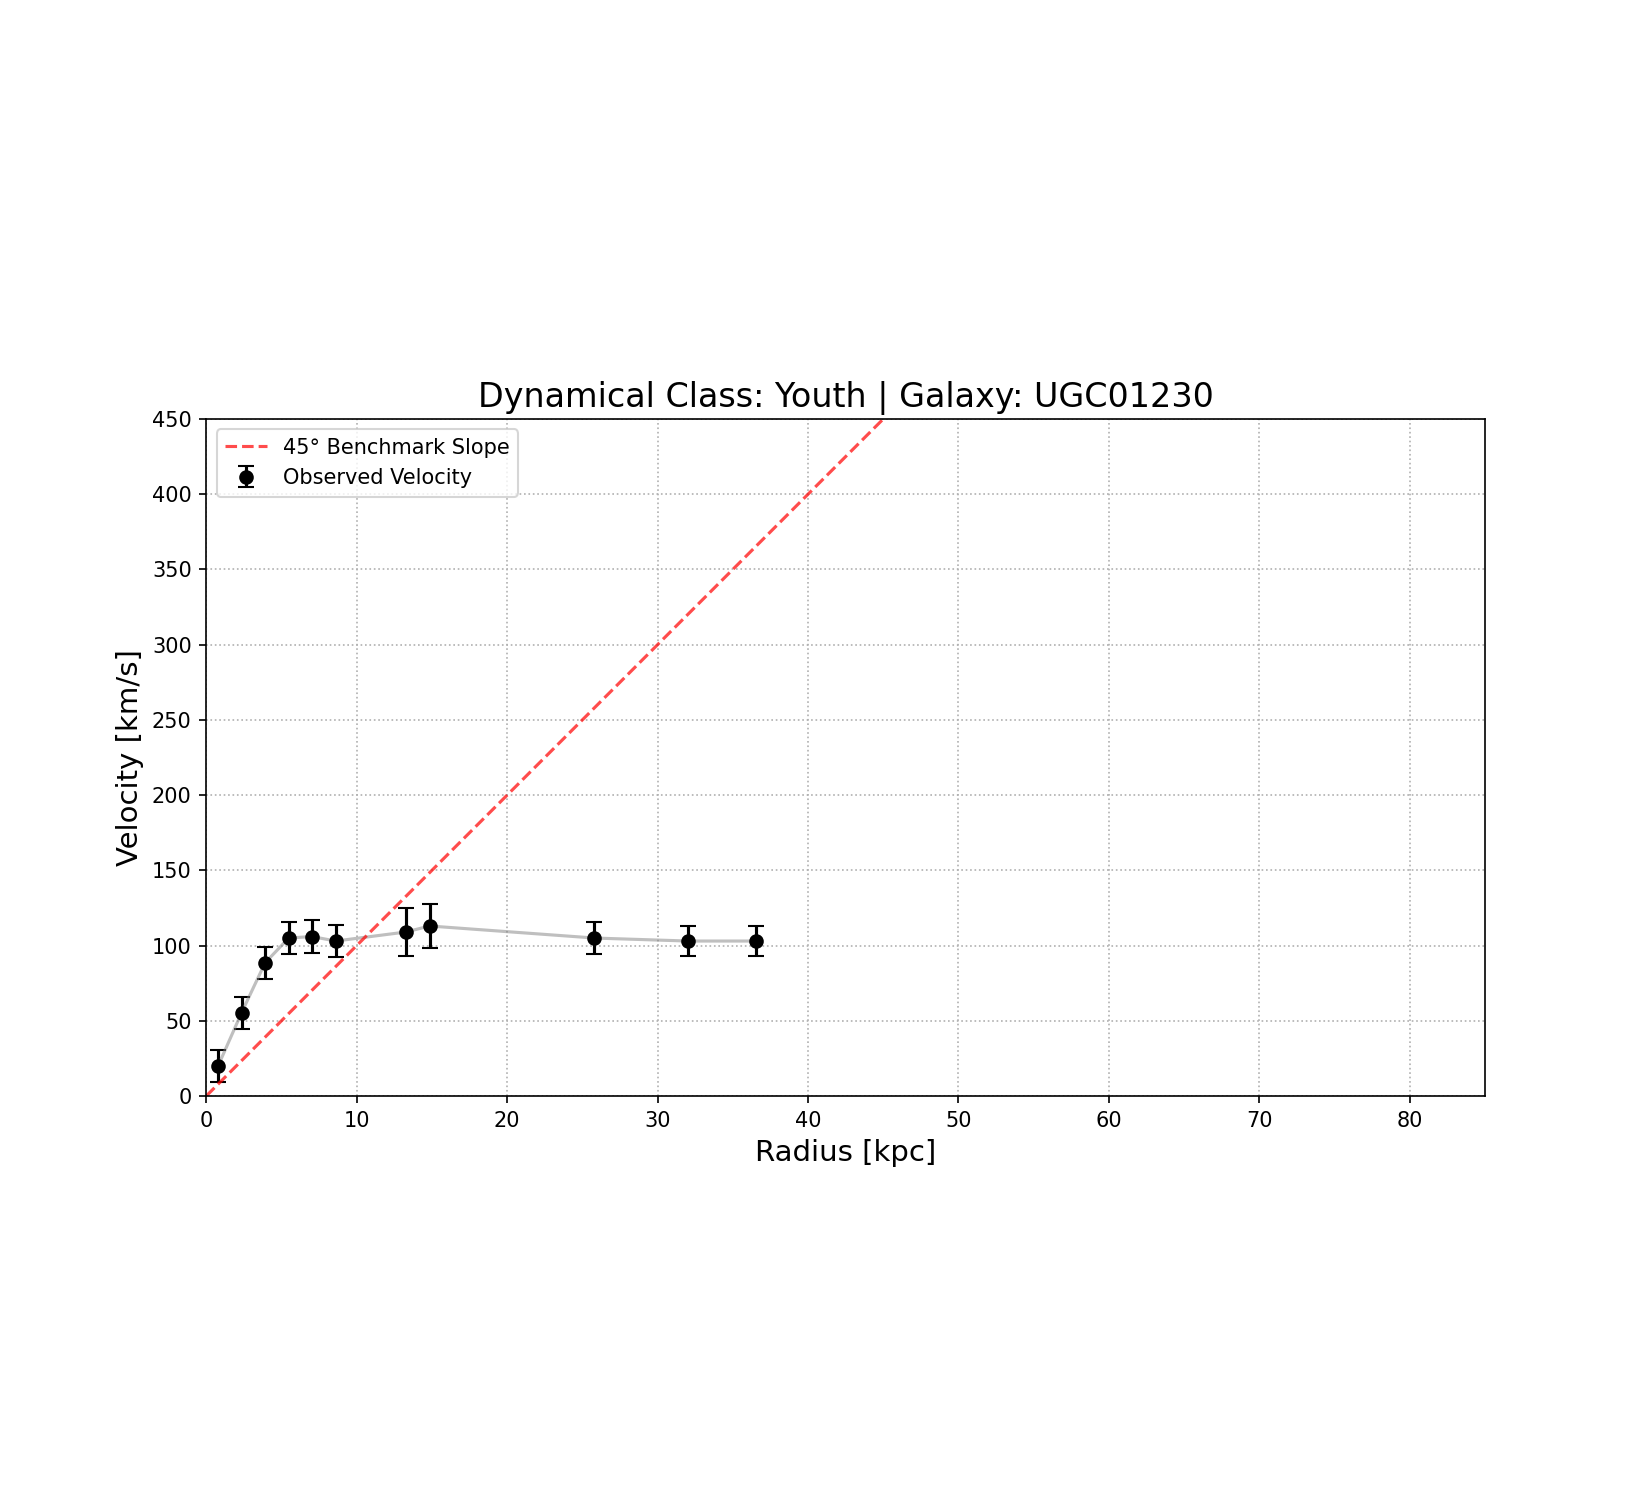 Dynamical Class: Youth | Galaxy: UGC01230
45° Benchmark Slope
Observed Velocity
450
400
350
300
250
200
150
100
50
0
Velocity [km/s]
0 10 20 30 40 50 60 70 80
Radius [kpc]